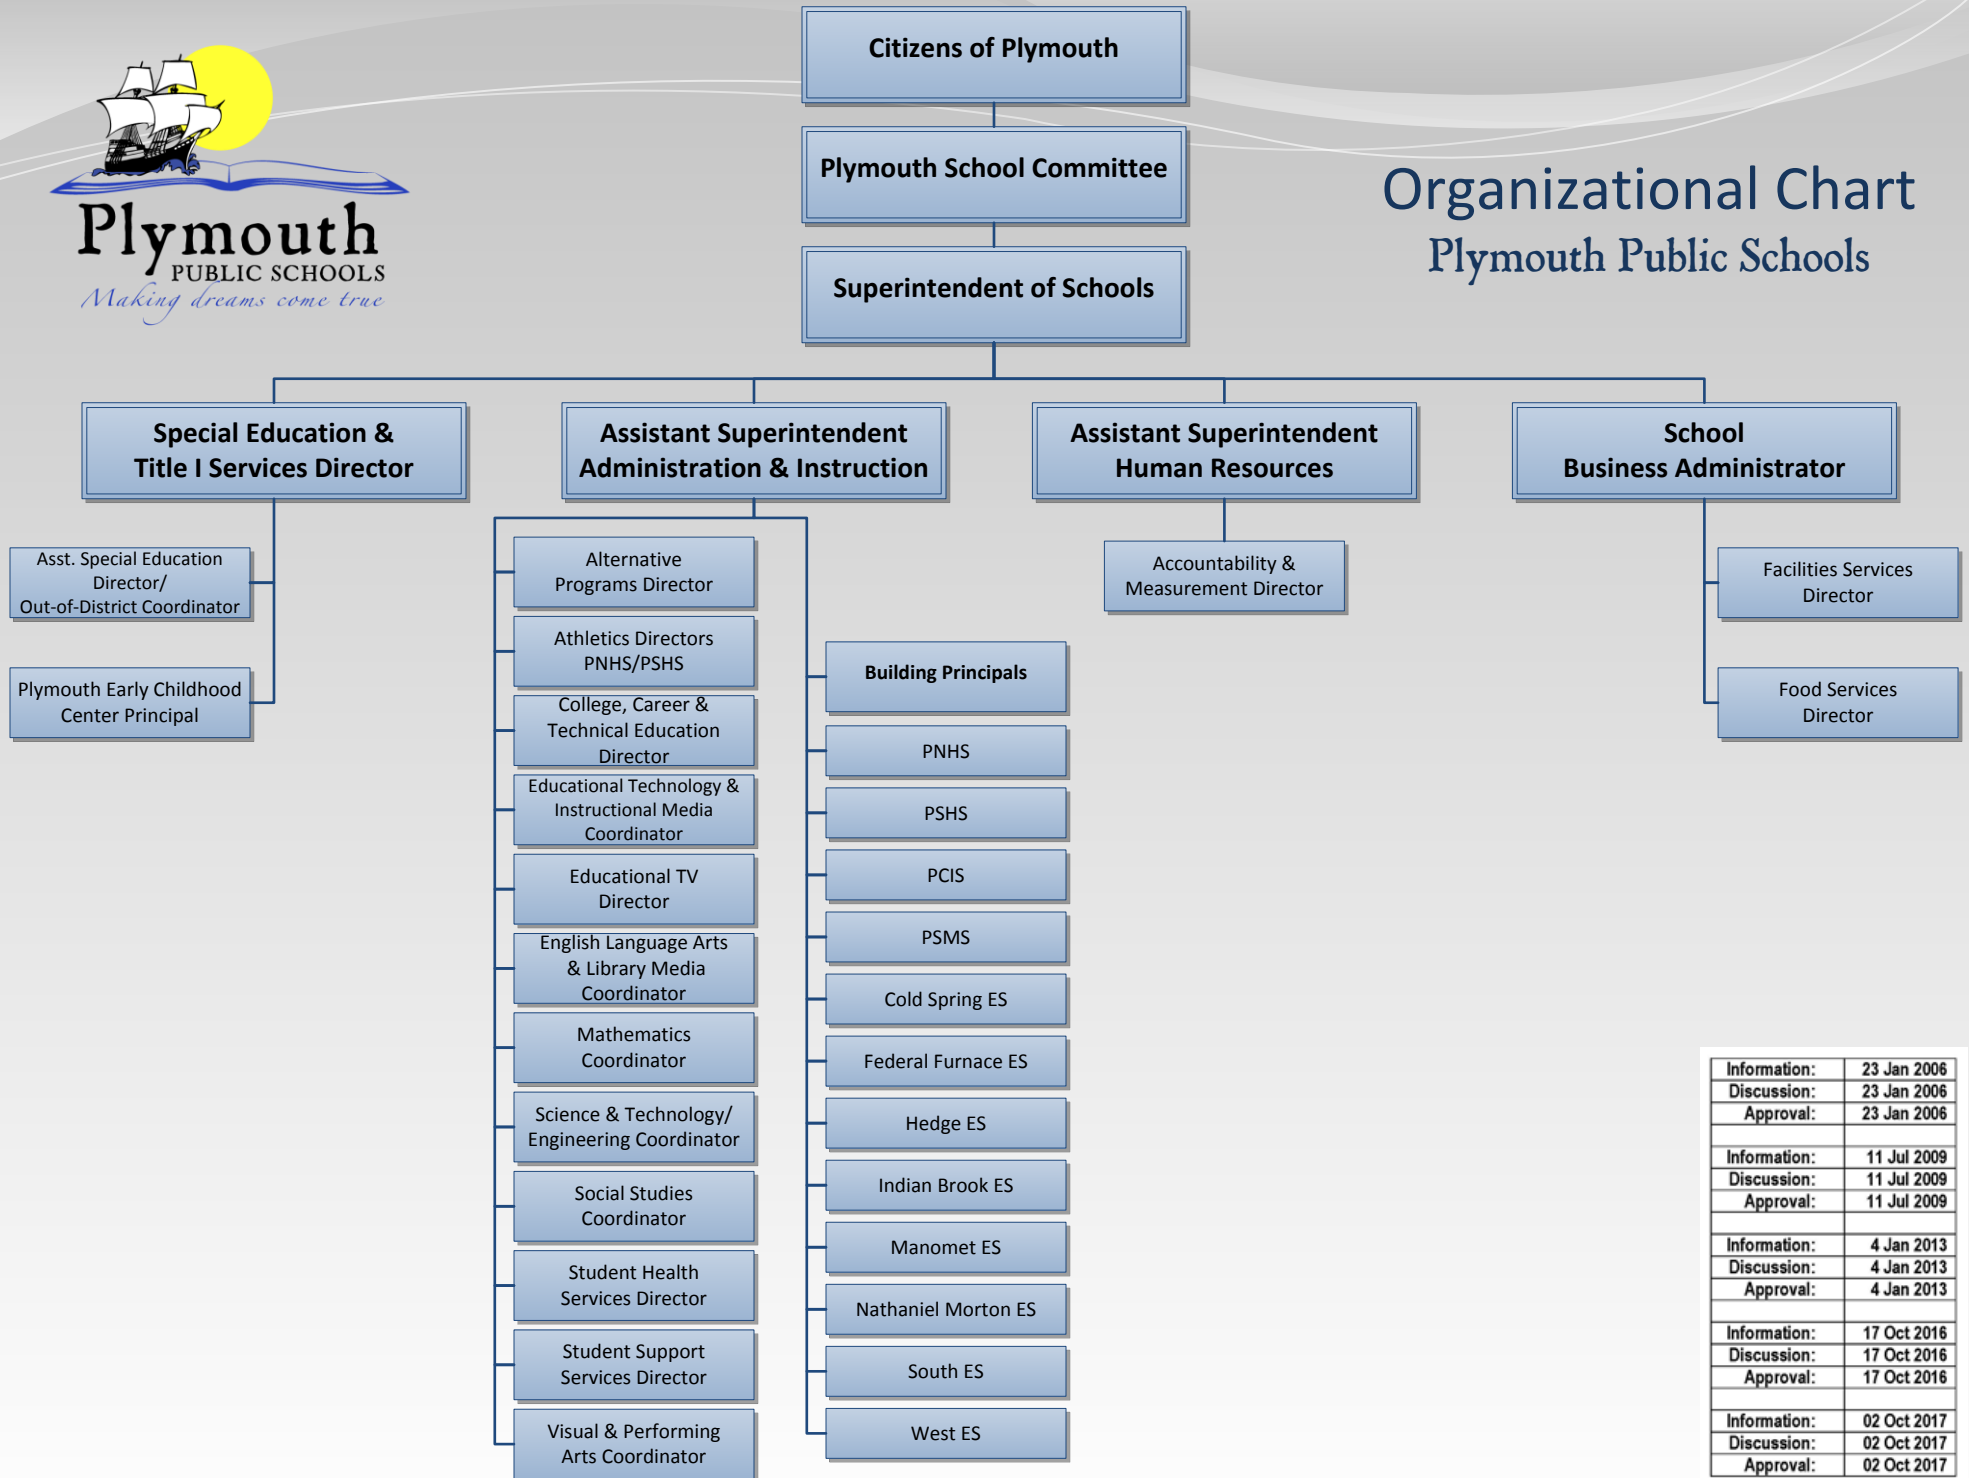 Citizens of Plymouth
Plymouth School Committee
Superintendent of Schools
Plymouth
PUBLIC SCHOOLS
Making dreams come true
Organizational Chart
Plymouth Public Schools
Special Education &
Title I Services Director
Assistant Superintendent
Administration & Instruction
Assistant Superintendent
Human Resources
School
Business Administrator
Asst. Special Education
Director/
Out-of-District Coordinator
Plymouth Early Childhood
Center Principal
Alternative
Programs Director
Athletics Directors
PNHS/PSHS
College, Career &
Technical Education
Director
Educational Technology &
Instructional Media
Coordinator
Educational TV
Director
English Language Arts
& Library Media
Coordinator
Mathematics
Coordinator
Science & Technology/
Engineering Coordinator
Social Studies
Coordinator
Student Health
Services Director
Student Support
Services Director
Visual & Performing
Arts Coordinator
Building Principals
PNHS
PSHS
PCIS
PSMS
Cold Spring ES
Federal Furnace ES
Hedge ES
Indian Brook ES
Manomet ES
Nathaniel Morton ES
South ES
West ES
Accountability &
Measurement Director
Facilities Services
Director
Food Services
Director
Information: 23 Jan 2006
Discussion: 23 Jan 2006
Approval: 23 Jan 2006
Information: 11 Jul 2009
Discussion: 11 Jul 2009
Approval: 11 Jul 2009
Information: 4 Jan 2013
Discussion: 4 Jan 2013
Approval: 4 Jan 2013
Information: 17 Oct 2016
Discussion: 17 Oct 2016
Approval: 17 Oct 2016
Information: 02 Oct 2017
Discussion: 02 Oct 2017
Approval: 02 Oct 2017